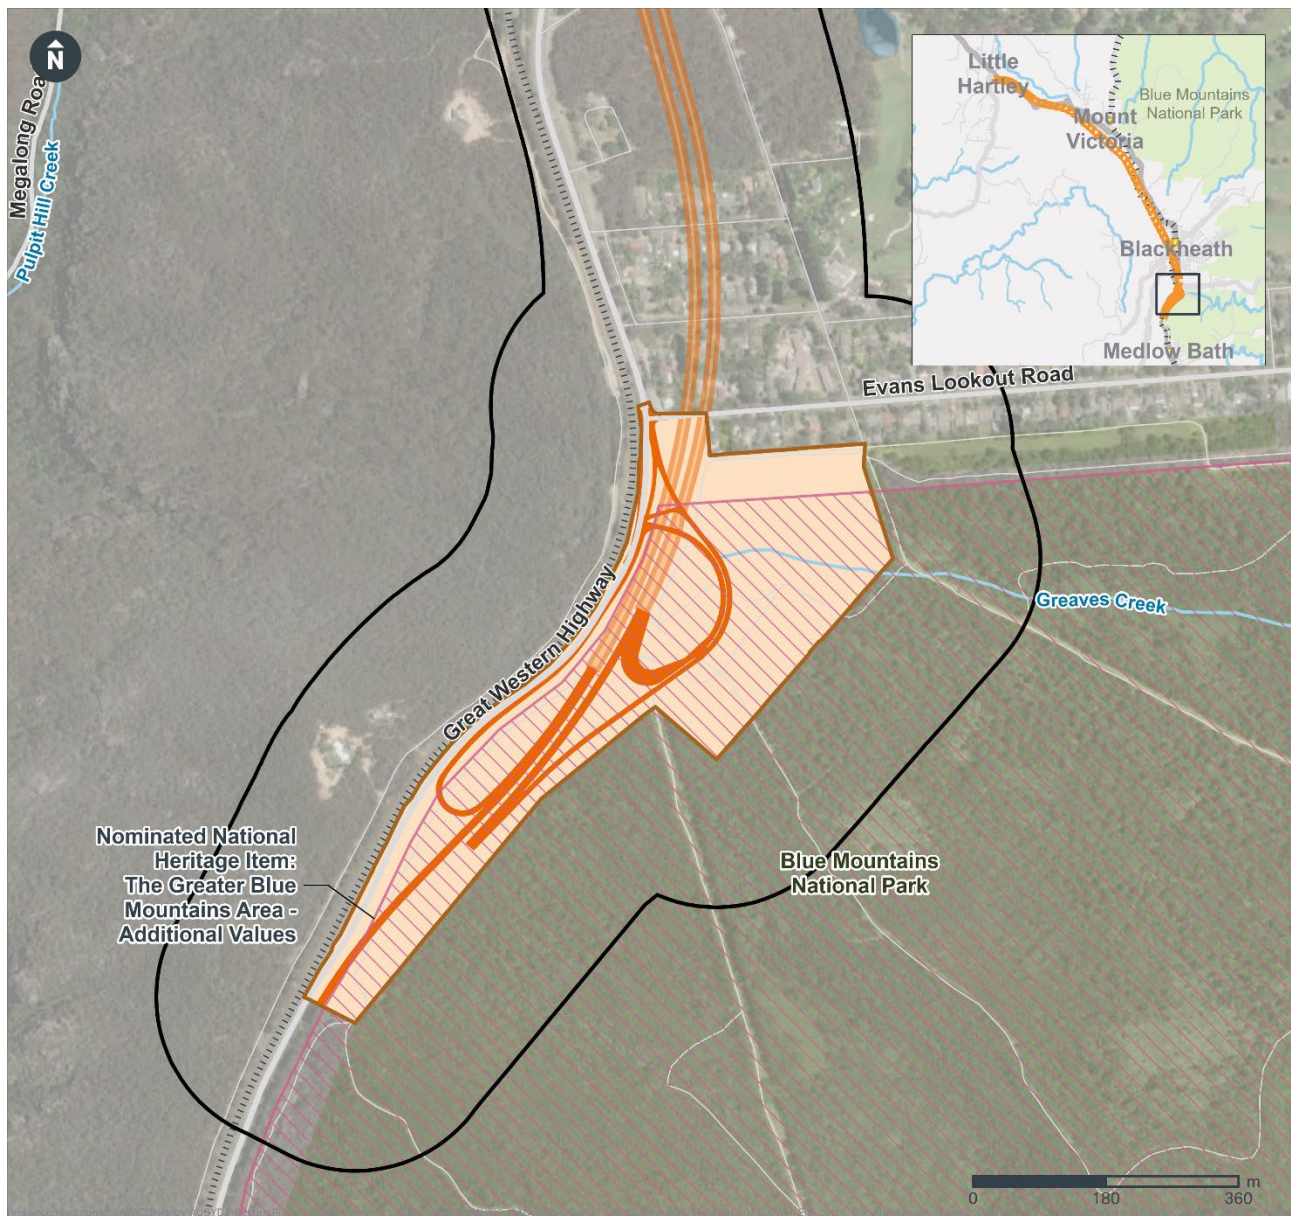 N
Megalong Roa
Pulpit Hill Creek
Little
Hartley
Mount
Victoria
Blue Mountains
National Park
Blackheath
Medlow Bath
Evans Lookout Road
Great Western Highway
Greaves Creek
Nominated National
Heritage Item:
The Greater Blue
Mountains Area -
Additional Values
Blue Mountains
National Park
0 180 360 m